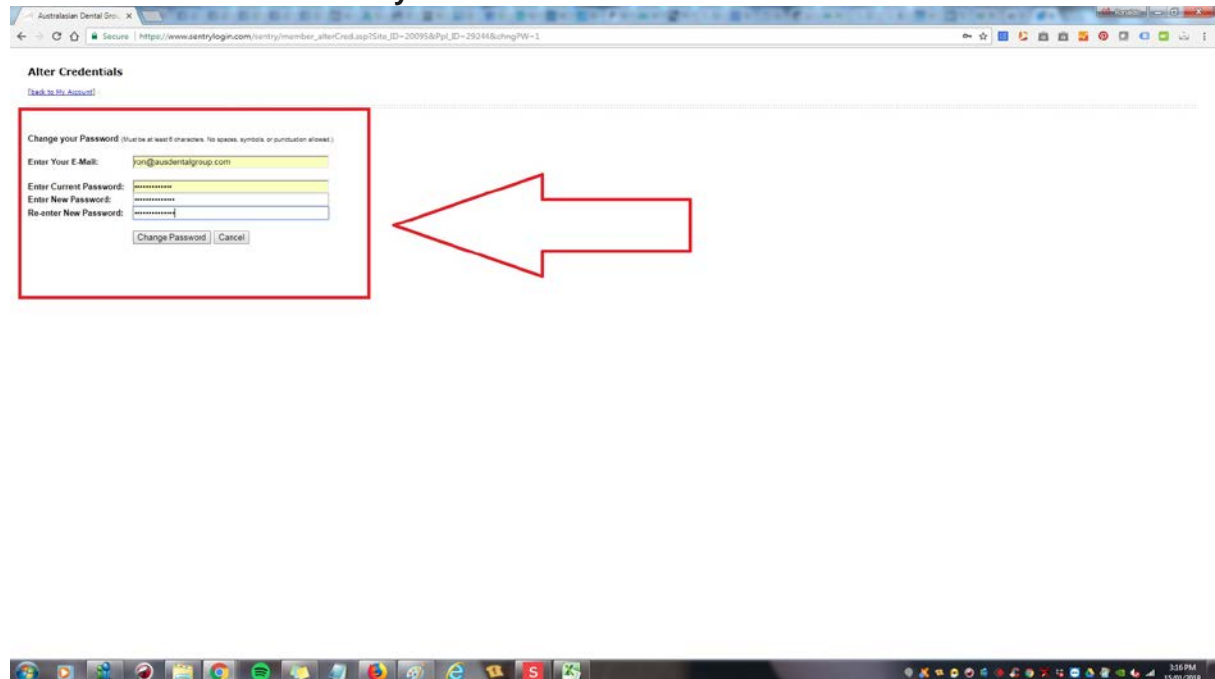 y
Australasian Dental Gro...
Secure | https://www.sentrylogin.com/sentry/member_alterCred.asp?Site_ID=20095&Ppl_ID=29244&chngPW=1
Alter Credentials
[back to My Account]
Change your Password (Must be at least 6 characters. No spaces, symbols, or punctuation allowed.)
Enter Your E-Mail: ron@ausdentalgroup.com
Enter Current Password:
Enter New Password:
Re-enter New Password:
Change Password Cancel
S
3:16 PM
15/01/2018